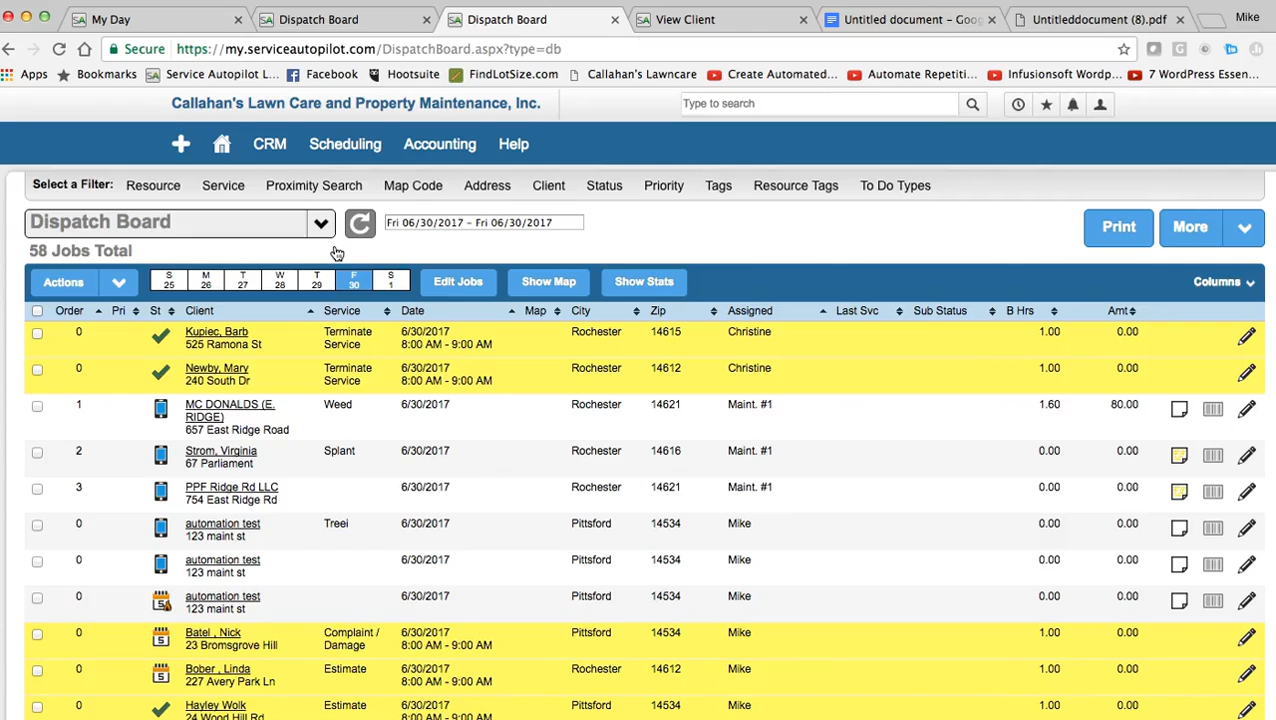 My Day × Dispatch Board × Dispatch Board × View Client × Untitled document – Goog × Untitleddocument (8).pdf × Mike
Secure https://my.serviceautopilot.com/DispatchBoard.aspx?type=db
Apps Bookmarks Service Autopilot L... Facebook Hootsuite FindLotSize.com Callahan's Lawncare Create Automated... Automate Repetiti... Infusionsoft Wordp... 7 WordPress Essen...
Callahan's Lawn Care and Property Maintenance, Inc. Type to search
CRM Scheduling Accounting Help
Select a Filter: Resource Service Proximity Search Map Code Address Client Status Priority Tags Resource Tags To Do Types
Dispatch Board Fri 06/30/2017 – Fri 06/30/2017 Print More
58 Jobs Total
Actions S 25 M 26 T 27 W 28 T 29 F 30 S 1 Edit Jobs Show Map Show Stats Columns
Order Pri St Client Service Date Map City Zip Assigned Last Svc Sub Status B Hrs Amt
0 Kupiec, Barb Terminate 6/30/2017 Rochester 14615 Christine 1.00 0.00
525 Ramona St Service 8:00 AM - 9:00 AM
0 Newby, Mary Terminate 6/30/2017 Rochester 14612 Christine 1.00 0.00
240 South Dr Service 8:00 AM - 9:00 AM
1 MC DONALDS (E. Weed 6/30/2017 Rochester 14621 Maint. #1 1.60 80.00
RIDGE)
657 East Ridge Road
2 Strom, Virginia Splant 6/30/2017 Rochester 14616 Maint. #1 0.00 0.00
67 Parliament
3 PPF Ridge Rd LLC 6/30/2017 Rochester 14621 Maint. #1 0.00 0.00
754 East Ridge Rd
0 automation test Treei 6/30/2017 Pittsford 14534 Mike 0.00 0.00
123 maint st
0 automation test 6/30/2017 Pittsford 14534 Mike 0.00 0.00
123 maint st
0 automation test 6/30/2017 Pittsford 14534 Mike 0.00 0.00
123 maint st
0 Batel , Nick Complaint / 6/30/2017 Pittsford 14534 Mike 1.00 0.00
23 Bromsgrove Hill Damage 8:00 AM - 9:00 AM
0 Bober , Linda Estimate 6/30/2017 Rochester 14612 Mike 1.00 0.00
227 Avery Park Ln 8:00 AM - 9:00 AM
0 Hayley Wolk Estimate 6/30/2017 Pittsford 14534 Mike 1.00 0.00
24 Wood Hill Rd 8:00 AM - 9:00 AM